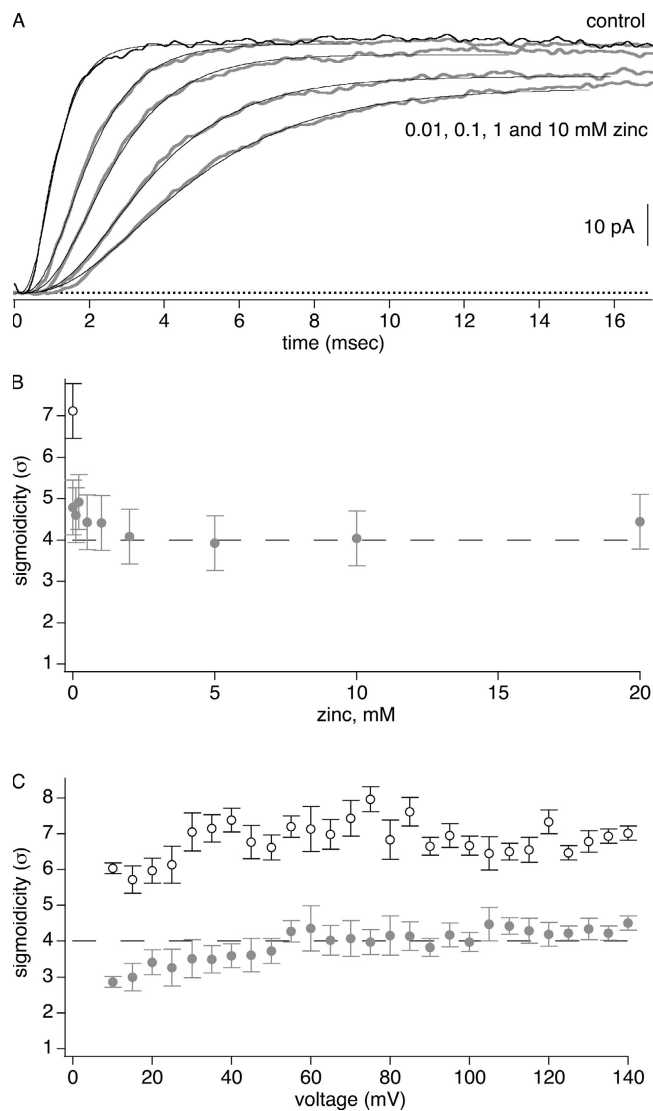 A
control
0.01, 0.1, 1 and 10 mM zinc
10 pA
0 2 4 6 8 10 12 14 16
time (msec)
B
7
6
5
4
3
2
1
sigmoidicity (σ)
0 5 10 15 20
zinc, mM
C
8
7
6
5
4
3
2
1
sigmoidicity (σ)
0 20 40 60 80 100 120 140
voltage (mV)